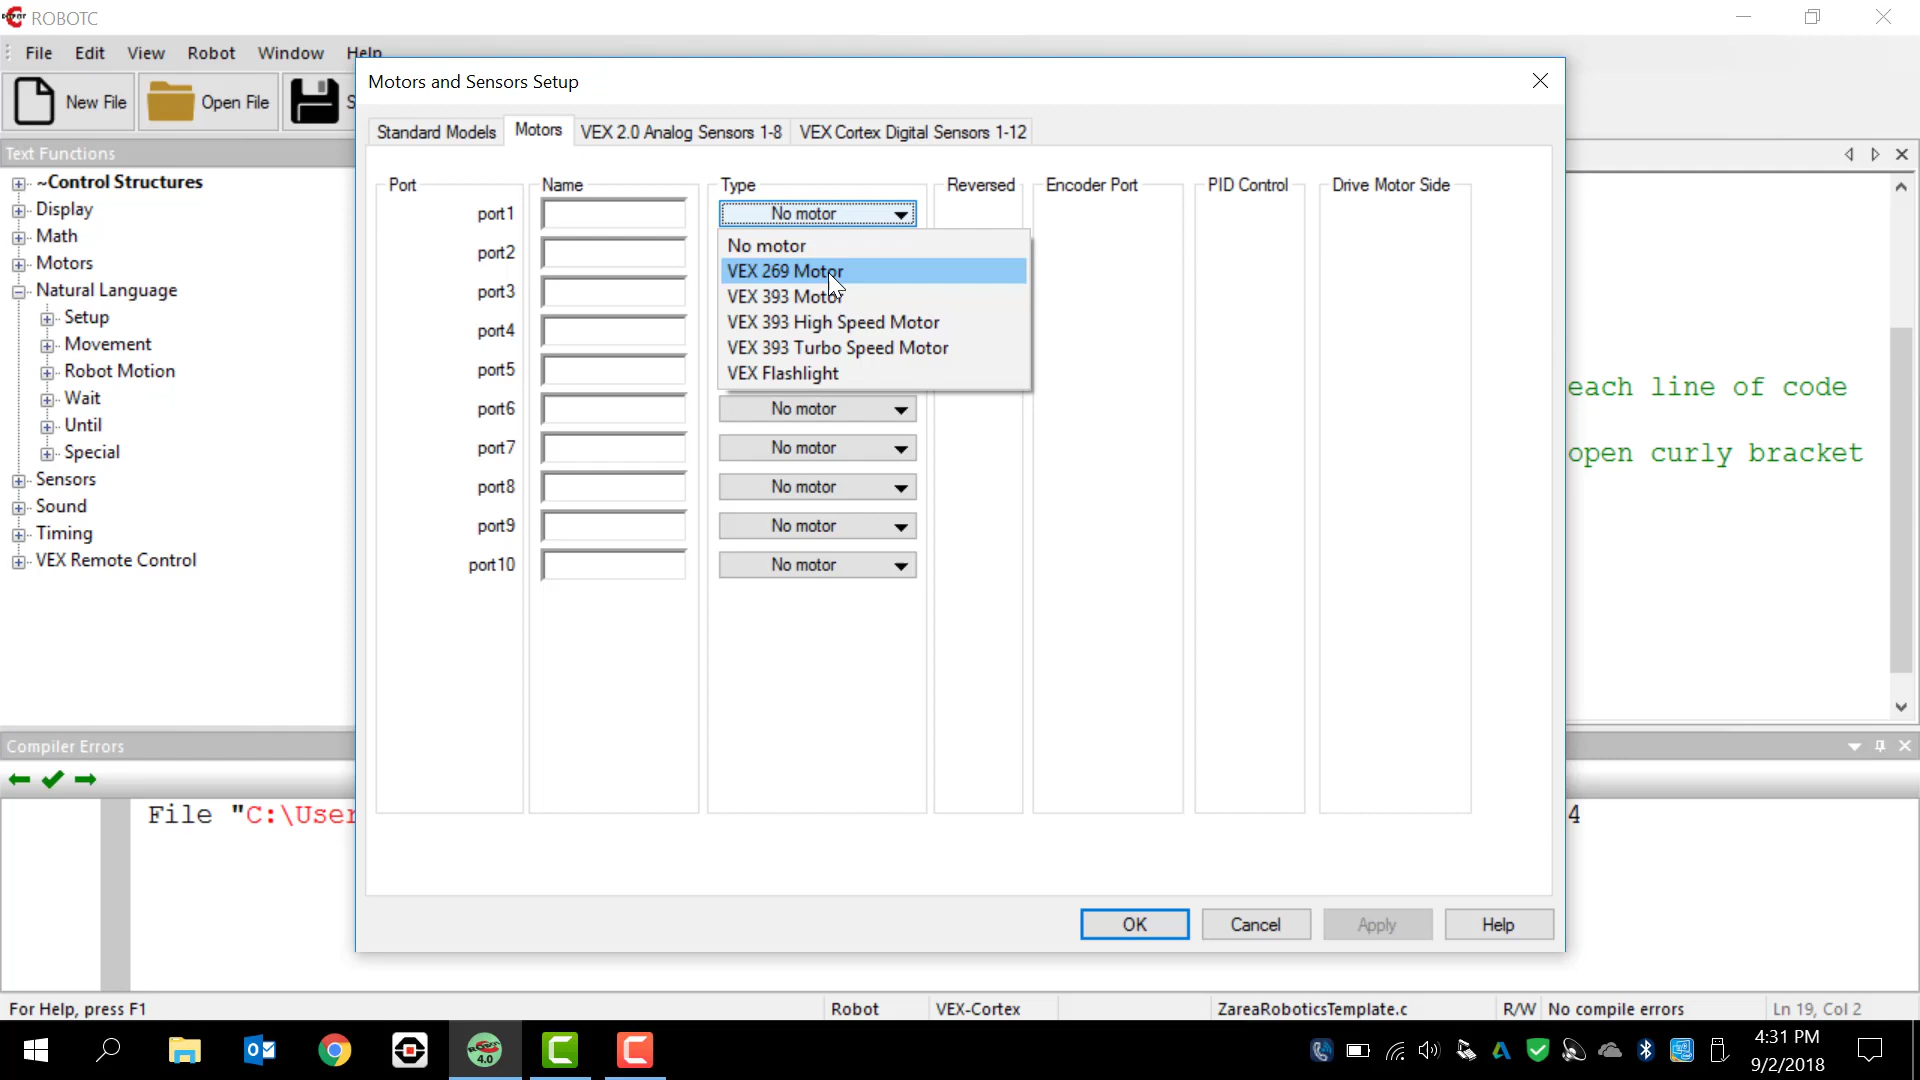 ROBOTC
File Edit View Robot Window Help
New File Open File S
Motors and Sensors Setup
Standard Models Motors VEX 2.0 Analog Sensors 1-8 VEX Cortex Digital Sensors 1-12
Text Functions
~Control Structures
Display
Math
Motors
Natural Language
Setup
Movement
Robot Motion
Wait
Until
Special
Sensors
Sound
Timing
VEX Remote Control
Port Name Type Reversed Encoder Port PID Control Drive Motor Side
port1 No motor
port2
port3
port4
port5
port6 No motor
port7 No motor
port8 No motor
port9 No motor
port10 No motor
No motor
VEX 269 Motor
VEX 393 Motor
VEX 393 High Speed Motor
VEX 393 Turbo Speed Motor
VEX Flashlight
each line of code
open curly bracket
OK Cancel Apply Help
Compiler Errors
File "C:\User
4
For Help, press F1 Robot VEX-Cortex ZareaRoboticsTemplate.c R/W No compile errors Ln 19, Col 2
4.0
4:31 PM
9/2/2018